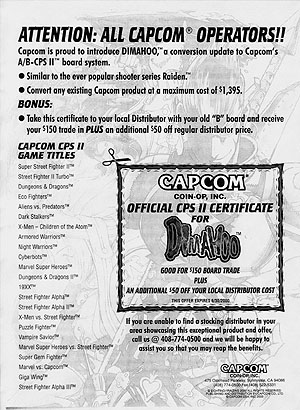 ATTENTION: ALL CAPCOM® OPERATORS!!
Capcom is proud to introduce DIMAHOO,™ a conversion update to Capcom's
A/B-CPS II™ board system.
● Similar to the ever popular shooter series Raiden.™
● Convert any existing Capcom product at a maximum cost of $1,395.
BONUS:
● Take this certificate to your local Distributor with your old "B" board and receive
your $150 trade in PLUS an additional $50 off regular distributor price.
CAPCOM CPS II
GAME TITLES
Super Street Fighter II™
Street Fighter II Turbo™
Dungeons & Dragons™
Eco Fighters™
Aliens vs. Predators™
Dark Stalkers™
X-Men - Children of the Atom™
Armored Warriors™
Night Warriors™
Cyberbots™
Marvel Super Heroes™
Dungeons & Dragons II™
19XX™
Street Fighter Alpha™
Street Fighter Alpha II™
X-Men vs. Street Fighter™
Puzzle Fighter™
Vampire Savior™
Marvel Super Heroes vs. Street Fighter™
Super Gem Fighter™
Marvel vs. Capcom™
Giga Wing™
Street Fighter Alpha III™
CAPCOM®
COIN-OP, INC.
OFFICIAL CPS II CERTIFICATE
FOR
DIMAHOO
GOOD FOR $150 BOARD TRADE
PLUS
AN ADDITIONAL $50 OFF YOUR LOCAL DISTRIBUTOR COST
THIS OFFER EXPIRES 6/30/2000
If you are unable to find a stocking distributor in your
area showcasing this exceptional product and offer,
call us @ 408-774-0500 and we will be happy to
assist you so that you may reap the benefits.
CAPCOM
COIN-OP, INC.
475 Oakmead Parkway, Sunnyvale, CA 94086